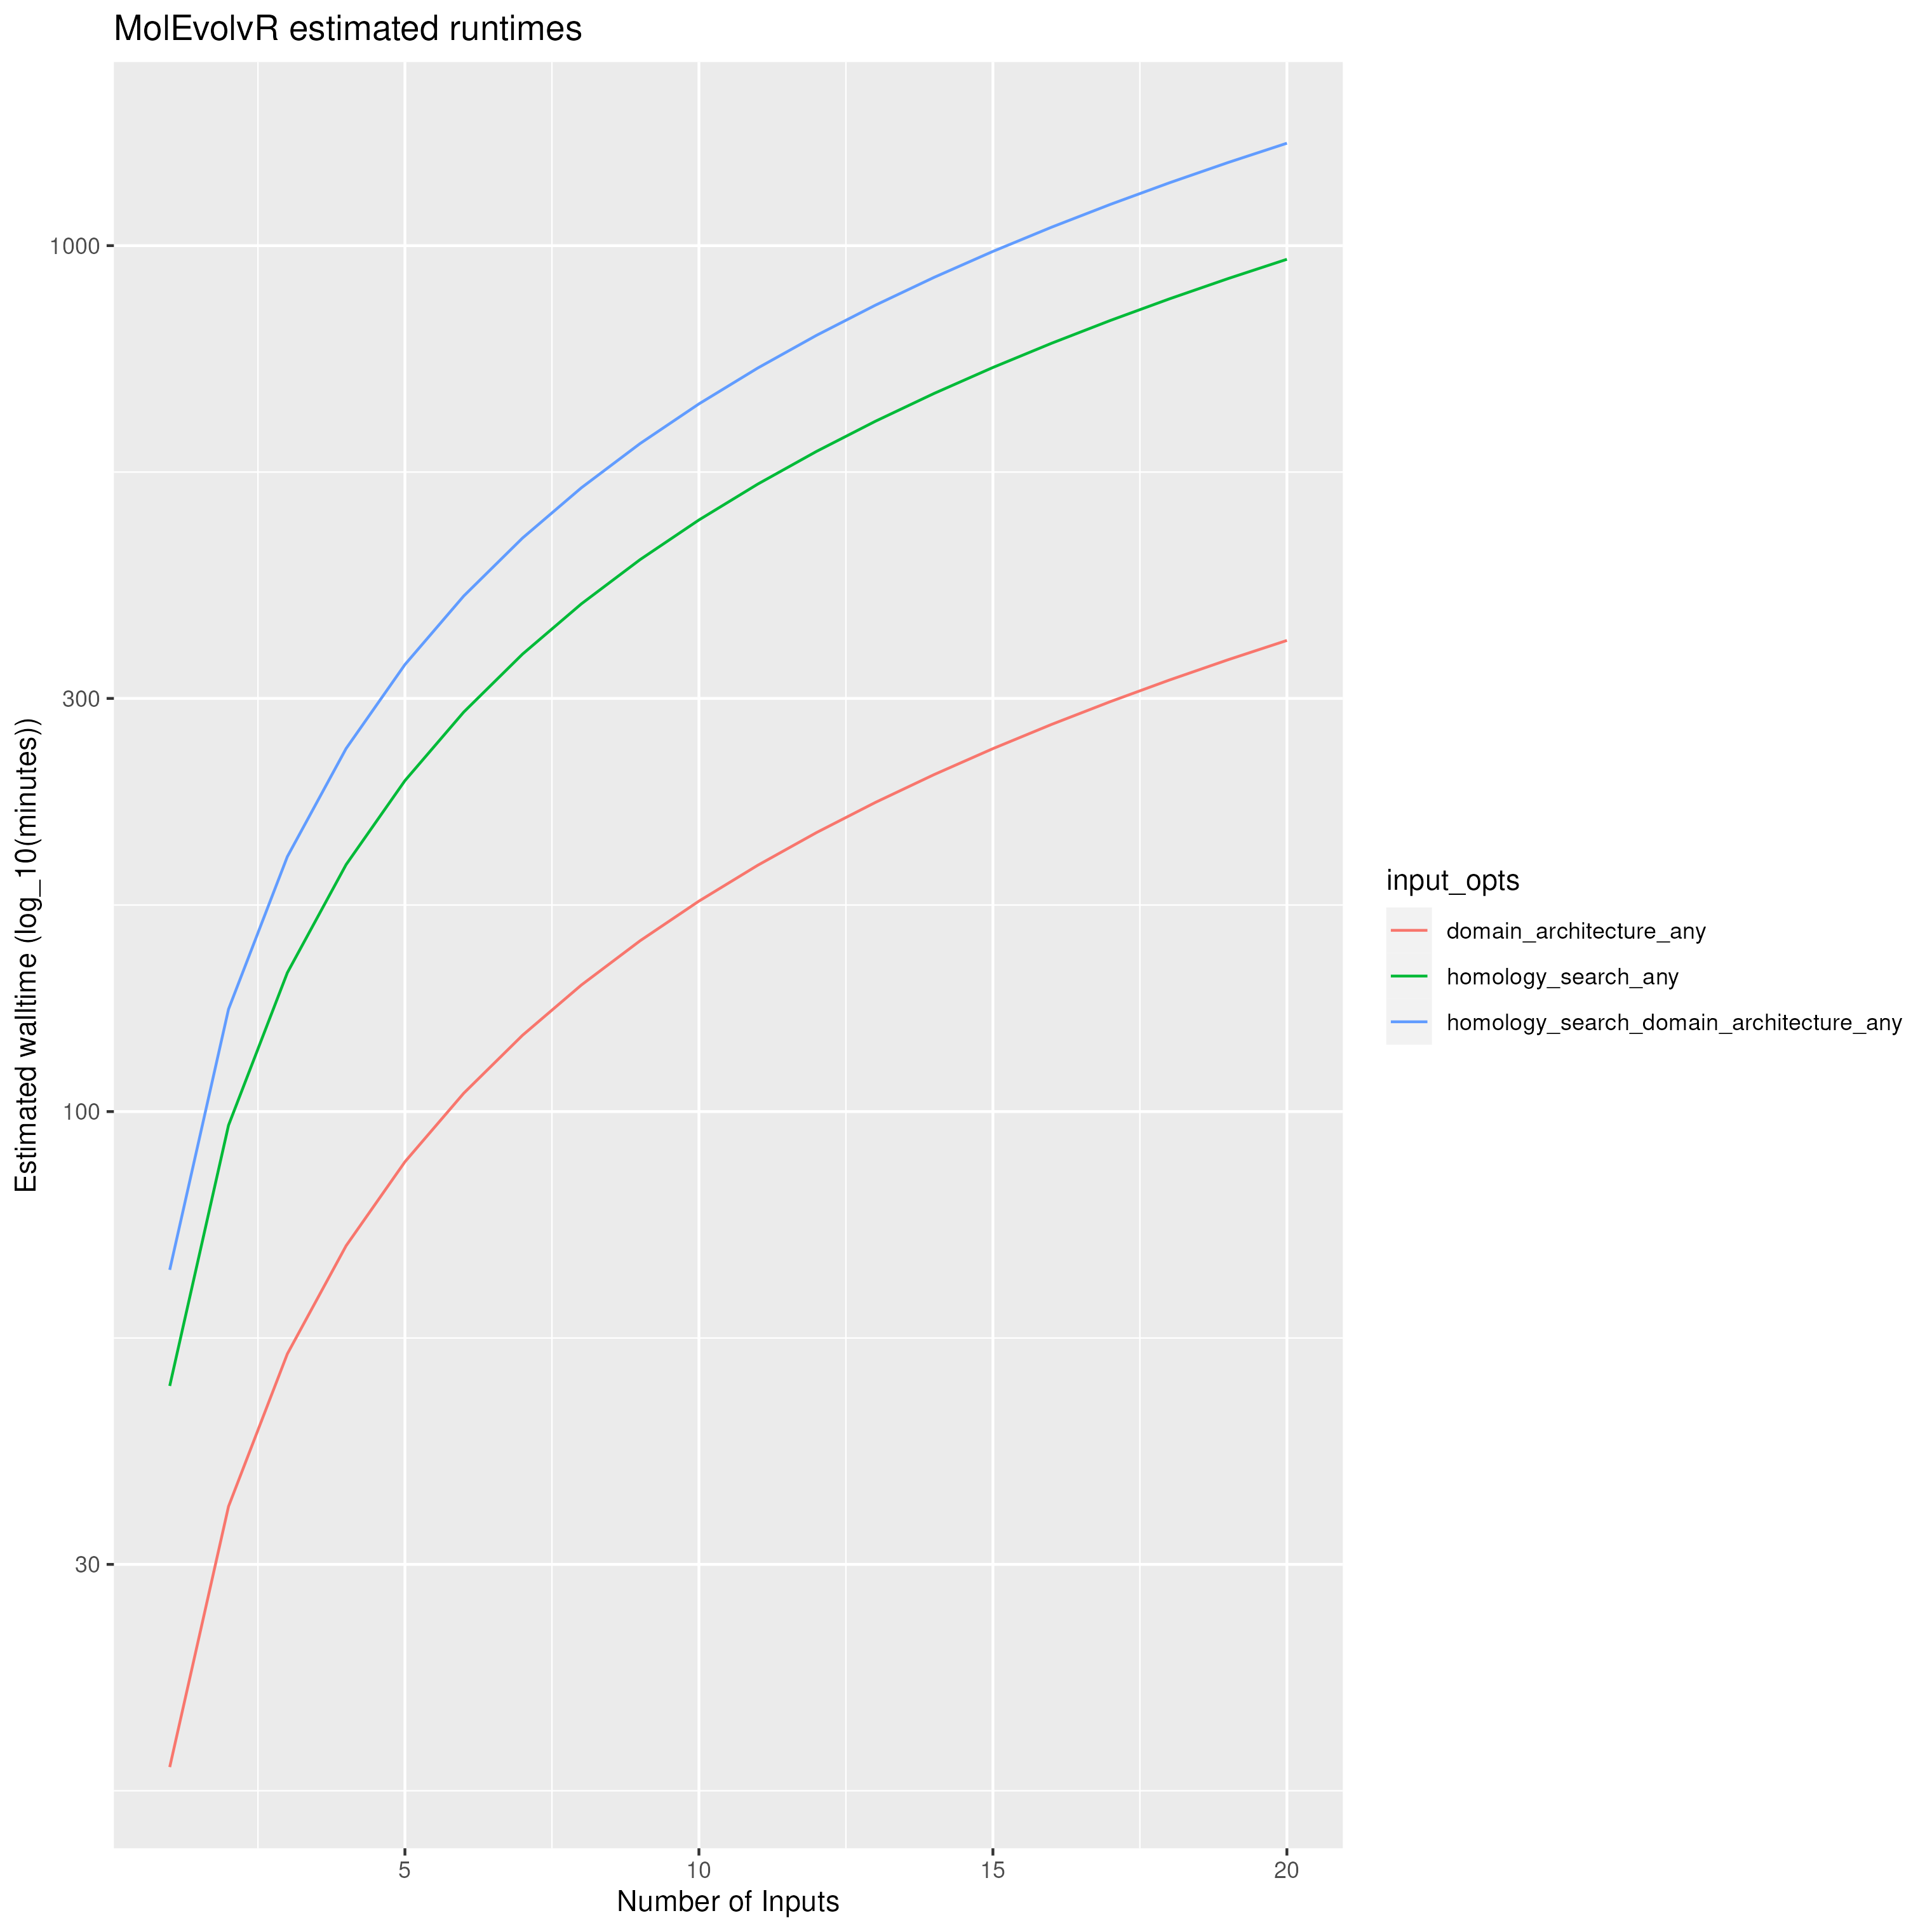 MolEvolvR estimated runtimes
Estimated walltime (log_10(minutes))
1000
300
100
30
5
10
15
20
Number of Inputs
input_opts
domain_architecture_any
homology_search_any
homology_search_domain_architecture_any